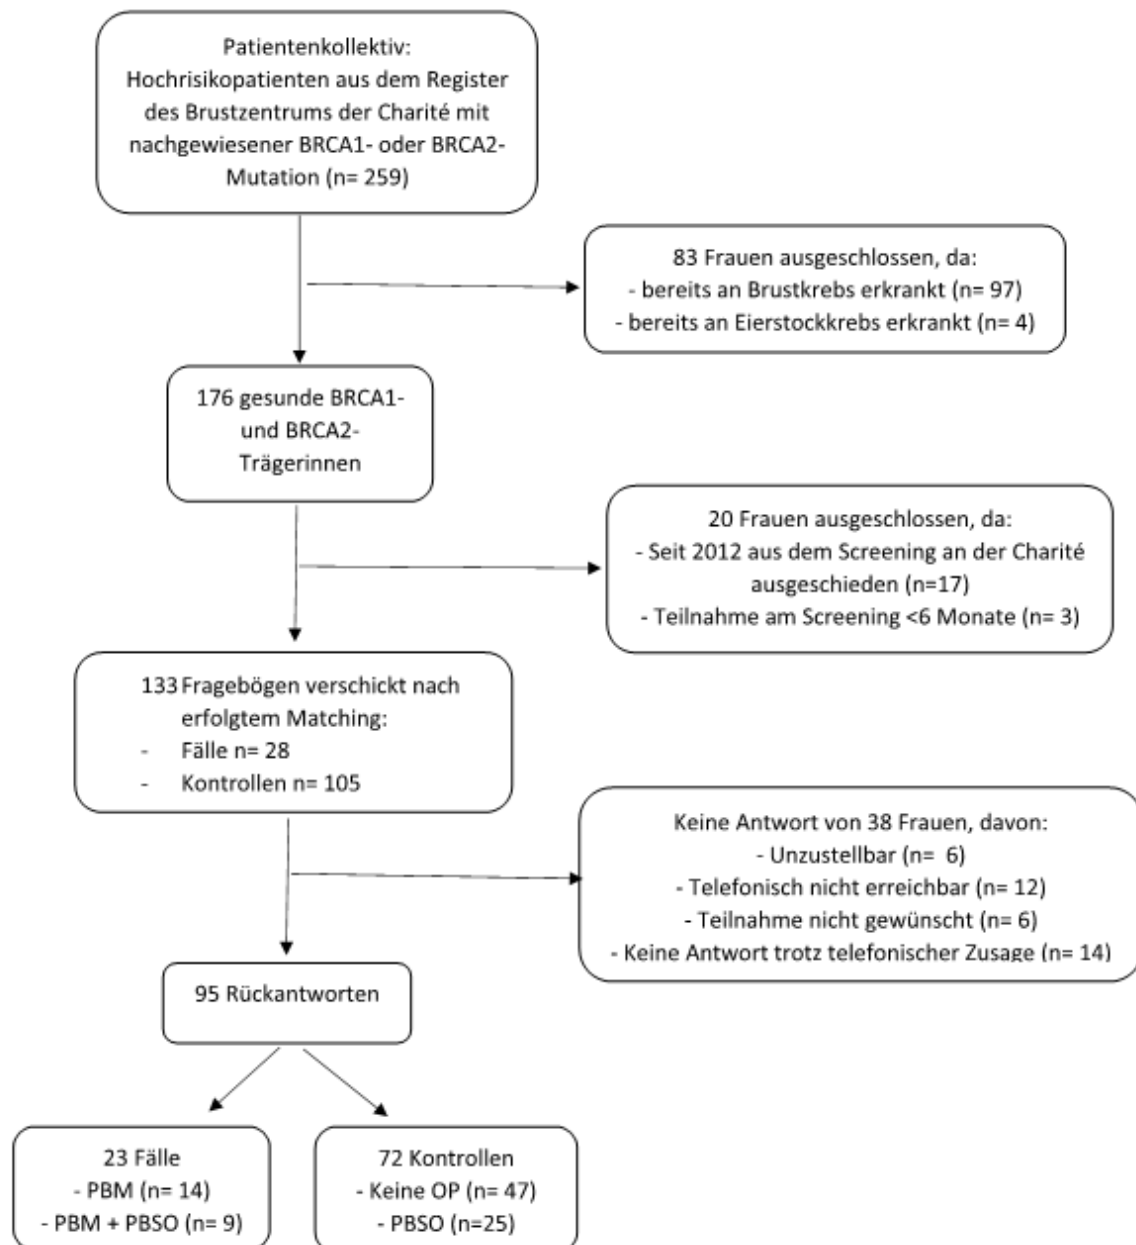 Patientenkollektiv:
Hochrisikopatienten aus dem Register
des Brustzentrums der Charité mit
nachgewiesener BRCA1- oder BRCA2-
Mutation (n= 259)
83 Frauen ausgeschlossen, da:
- bereits an Brustkrebs erkrankt (n= 97)
- bereits an Eierstockkrebs erkrankt (n= 4)
176 gesunde BRCA1-
und BRCA2-
Trägerinnen
20 Frauen ausgeschlossen, da:
- Seit 2012 aus dem Screening an der Charité
ausgeschieden (n=17)
- Teilnahme am Screening <6 Monate (n= 3)
133 Fragebögen verschickt nach
erfolgtem Matching:
- Fälle n= 28
- Kontrollen n= 105
Keine Antwort von 38 Frauen, davon:
- Unzustellbar (n= 6)
- Telefonisch nicht erreichbar (n= 12)
- Teilnahme nicht gewünscht (n= 6)
- Keine Antwort trotz telefonischer Zusage (n= 14)
95 Rückantworten
23 Fälle
- PBM (n= 14)
- PBM + PBSO (n= 9)
72 Kontrollen
- Keine OP (n= 47)
- PBSO (n=25)